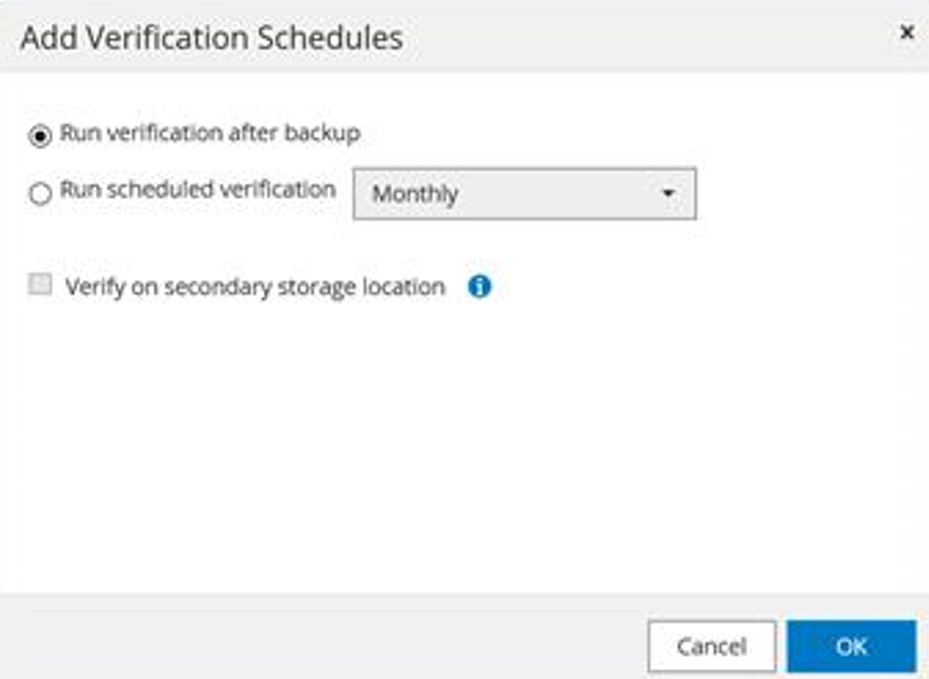 Add Verification Schedules x
Run verification after backup
Run scheduled verification Monthly
Verify on secondary storage location i
Cancel OK